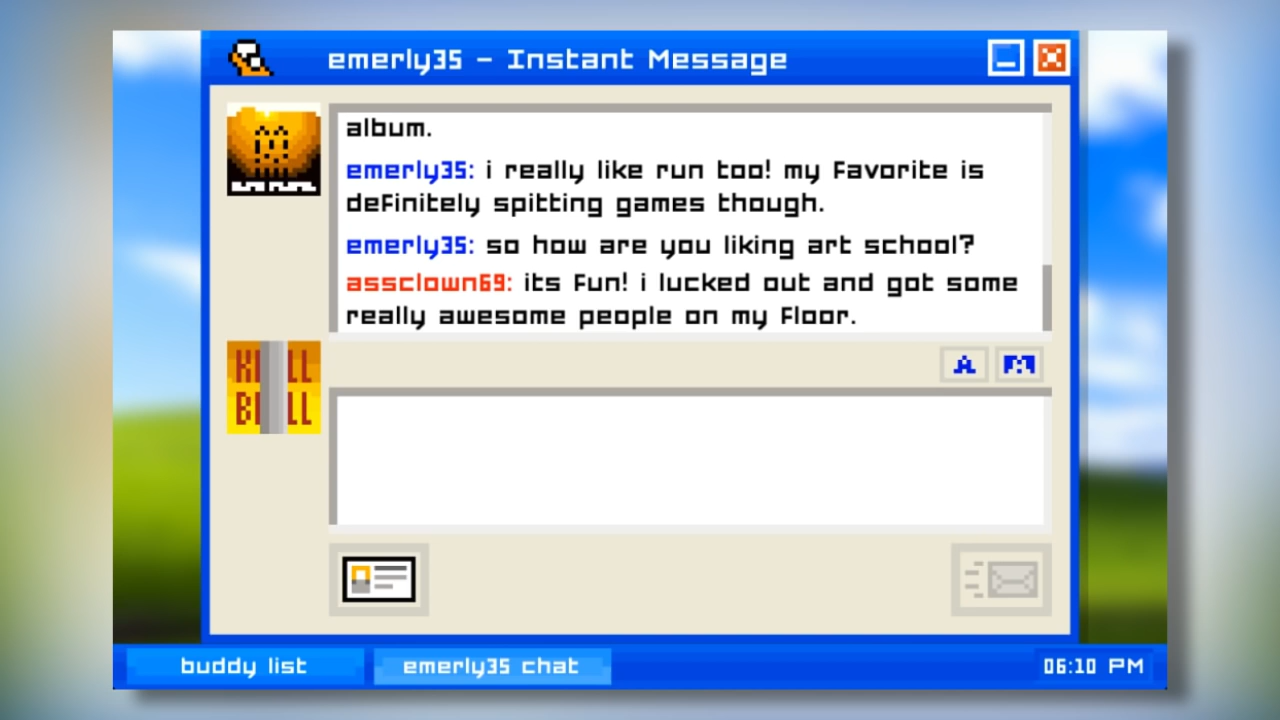 emerly35 - Instant Message
album.
emerly35: i really like run too! my favorite is
definitely spitting games though.
emerly35: so how are you liking art school?
assclown69: its fun! i lucked out and got some
really awesome people on my floor.
A
KILL
BILL
buddy list
emerly35 chat
06:10 PM